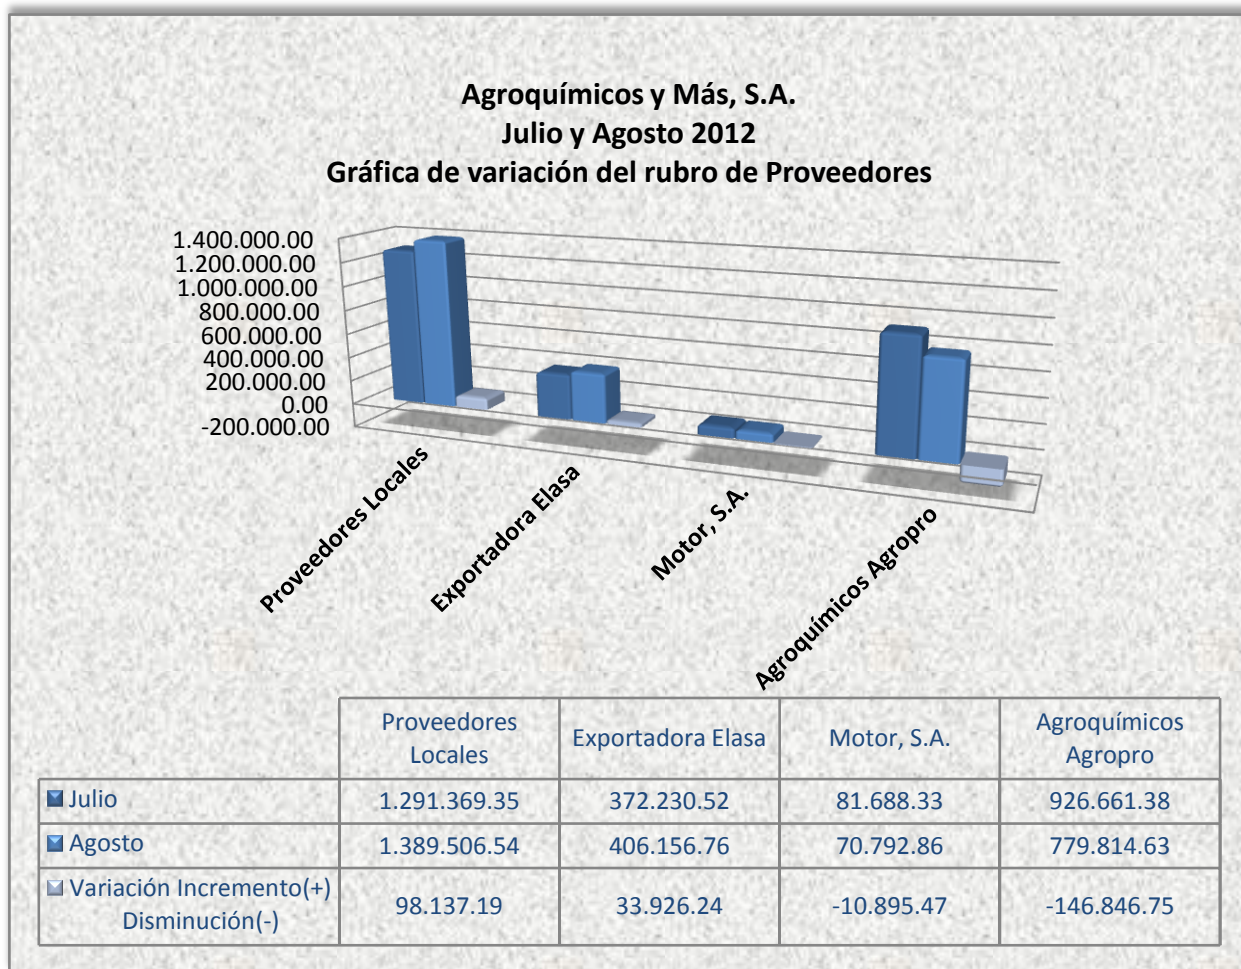 Agroquímicos y Más, S.A.
Julio y Agosto 2012
Gráfica de variación del rubro de Proveedores
1.400.000.00
1.200.000.00
1.000.000.00
800.000.00
600.000.00
400.000.00
200.000.00
0.00
-200.000.00
Proveedores Locales
Exportadora Elasa
Motor, S.A.
Agroquímicos Agropro
Proveedores Locales
Exportadora Elasa
Motor, S.A.
Agroquímicos Agropro
Julio 1.291.369.35 372.230.52 81.688.33 926.661.38
Agosto 1.389.506.54 406.156.76 70.792.86 779.814.63
Variación Incremento(+)
Disminución(-)
98.137.19 33.926.24 -10.895.47 -146.846.75